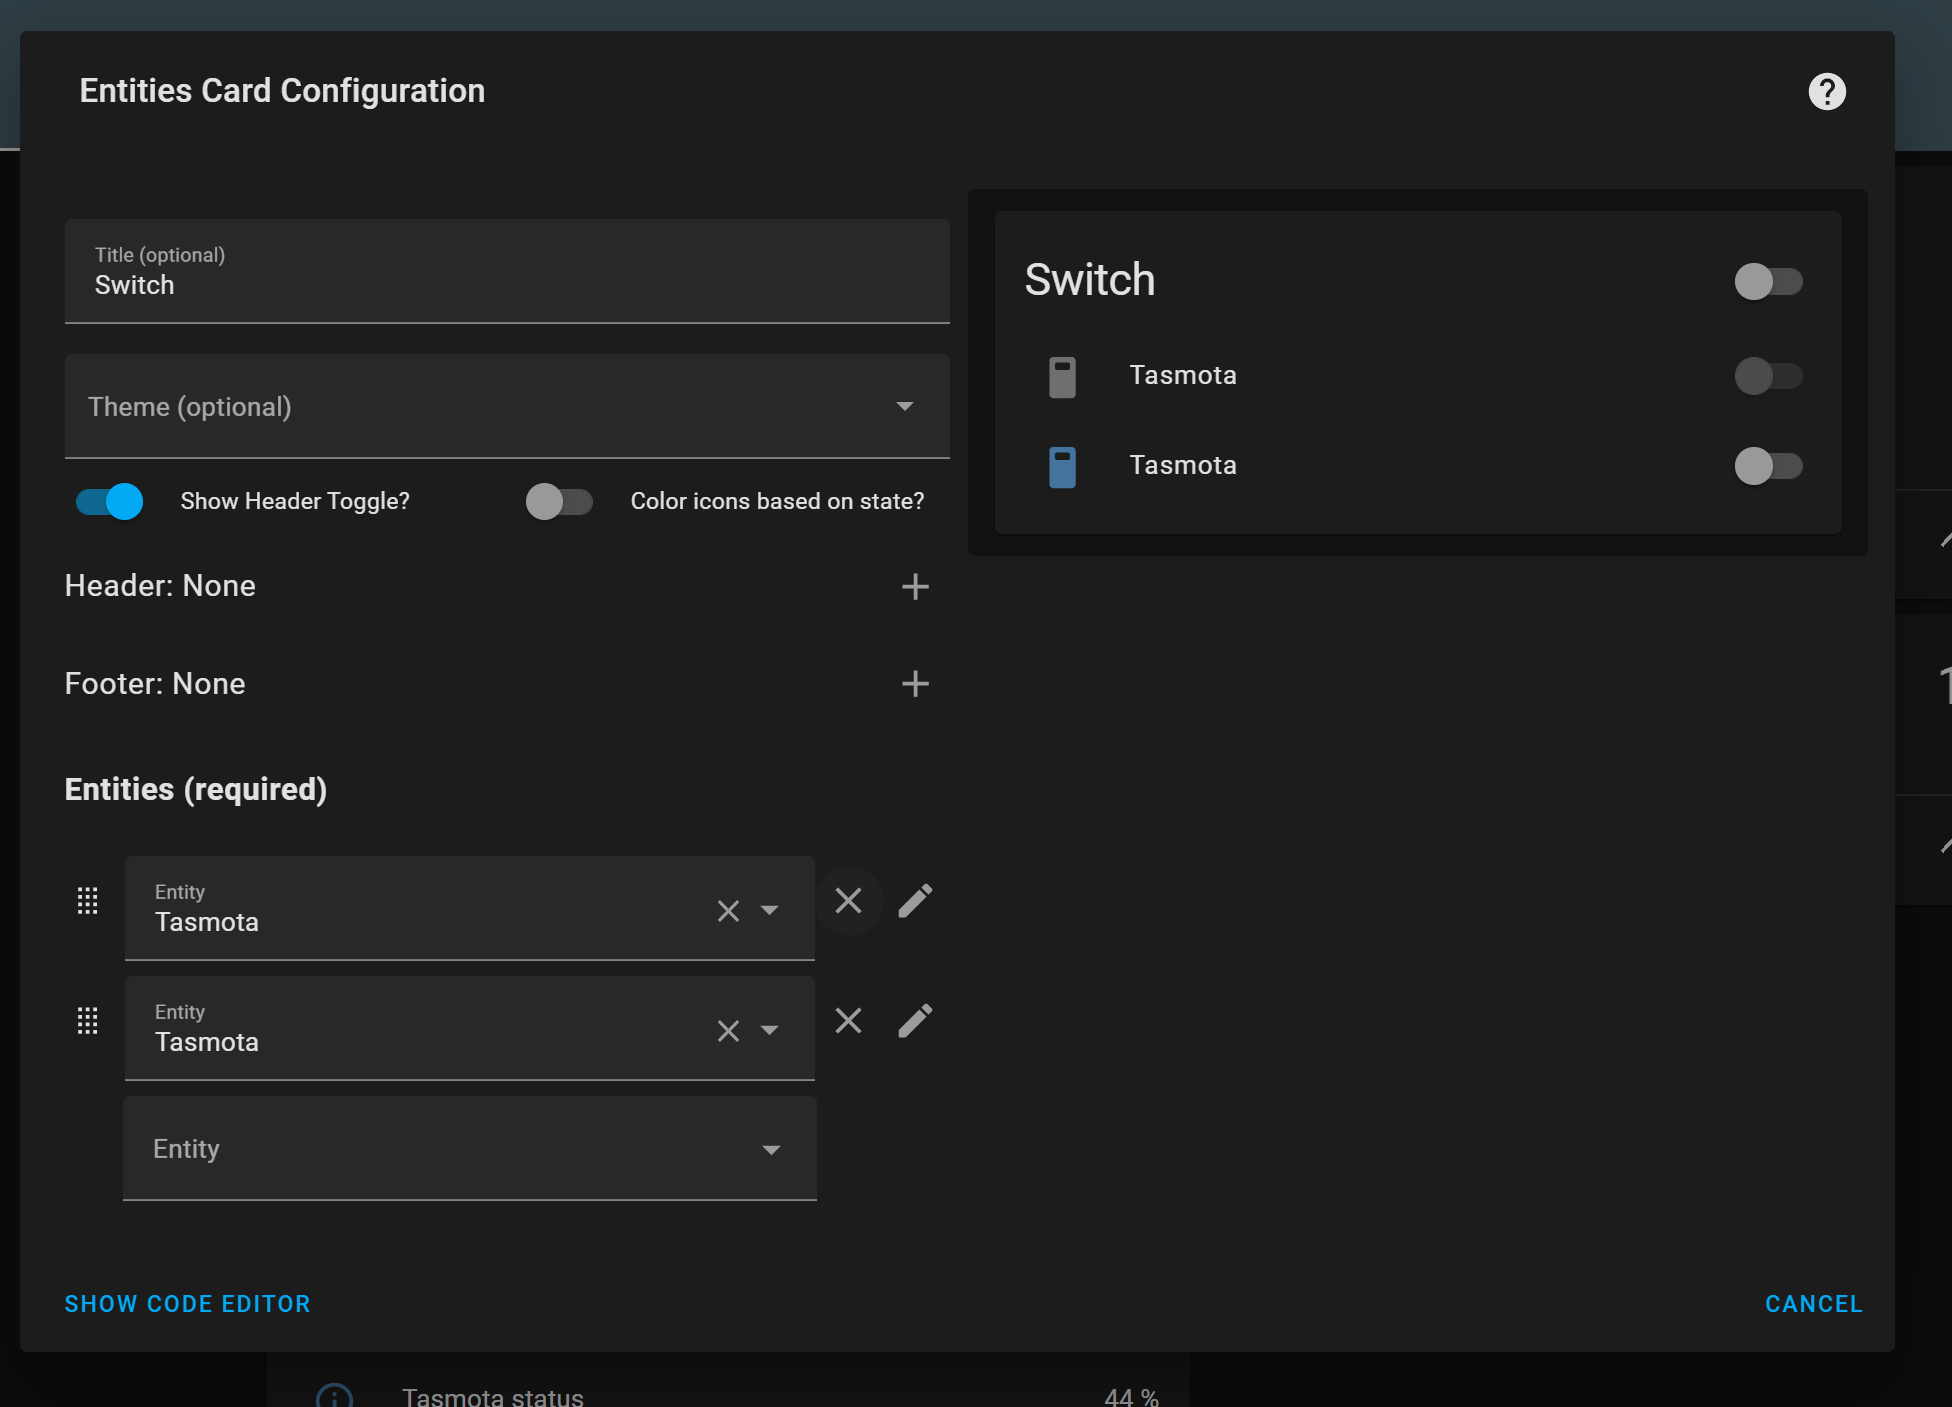 Entities Card Configuration
Title (optional)
Switch
Theme (optional)
Show Header Toggle?
Color icons based on state?
Header: None
Footer: None
Entities (required)
Entity
Tasmota
Entity
Tasmota
Entity
SHOW CODE EDITOR
CANCEL
Switch
Tasmota
Tasmota
Tasmota status
44 %